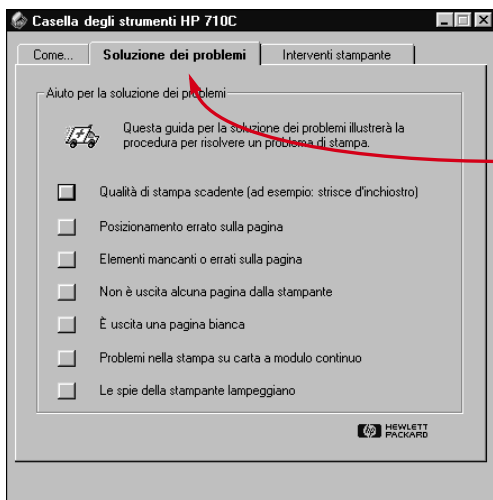 Casella degli strumenti HP 710C
Come... Soluzione dei problemi Interventi stampante
Aiuto per la soluzione dei problemi
Questa guida per la soluzione dei problemi illustrerà la
procedura per risolvere un problema di stampa.
Qualità di stampa scadente (ad esempio: strisce d'inchiostro)
Posizionamento errato sulla pagina
Elementi mancanti o errati sulla pagina
Non è uscita alcuna pagina dalla stampante
È uscita una pagina bianca
Problemi nella stampa su carta a modulo continuo
Le spie della stampante lampeggiano
hp HEWLETT
PACKARD